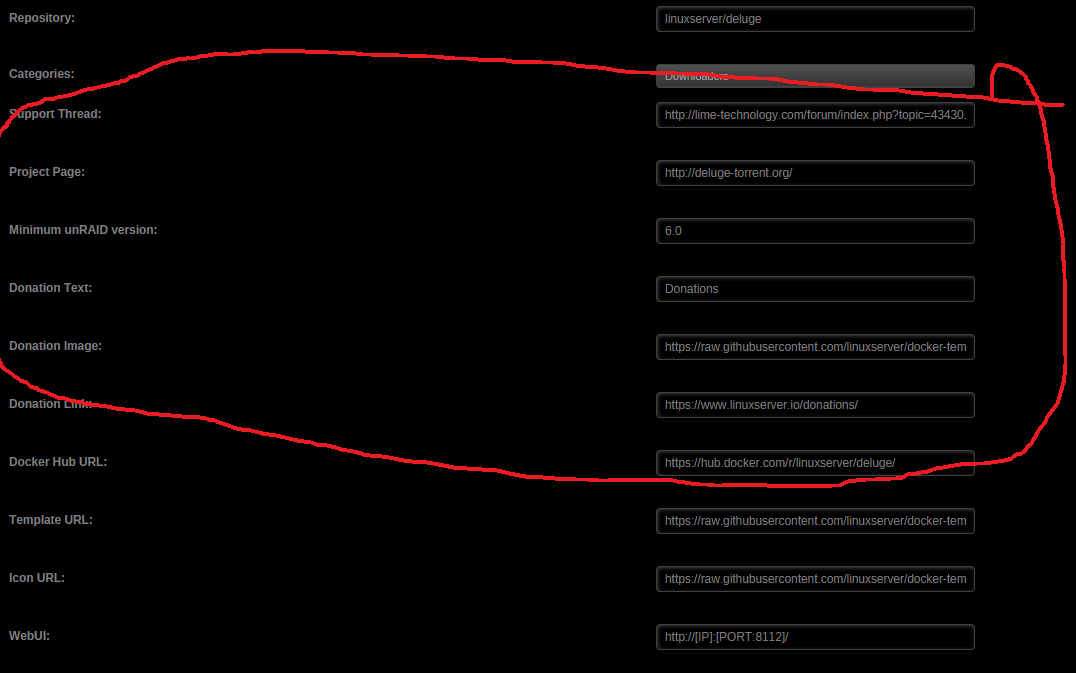 Repository: linuxserver/deluge
Categories: Downloaders
Support Thread: http://lime-technology.com/forum/index.php?topic=43430.
Project Page: http://deluge-torrent.org/
Minimum unRAID version: 6.0
Donation Text: Donations
Donation Image: https://raw.githubusercontent.com/linuxserver/docker-tem
Donation Link: https://www.linuxserver.io/donations/
Docker Hub URL: https://hub.docker.com/r/linuxserver/deluge/
Template URL: https://raw.githubusercontent.com/linuxserver/docker-tem
Icon URL: https://raw.githubusercontent.com/linuxserver/docker-tem
WebUI: http://[IP]:[PORT:8112]/